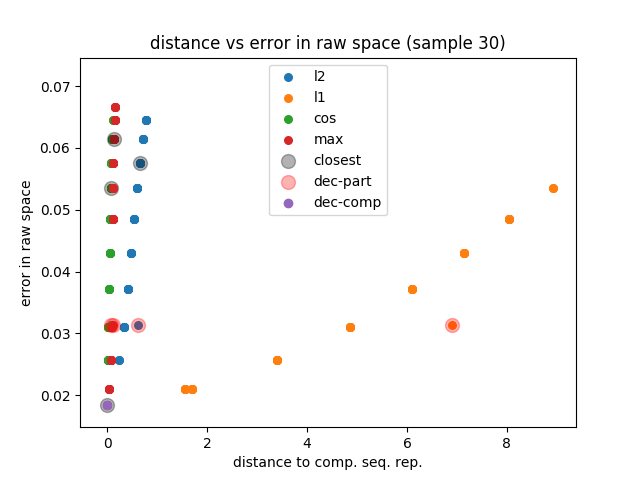 distance vs error in raw space (sample 30)
0.07
0.06
0.05
0.04
0.03
0.02
error in raw space
l2
l1
cos
max
closest
dec-part
dec-comp
0 2 4 6 8
distance to comp. seq. rep.